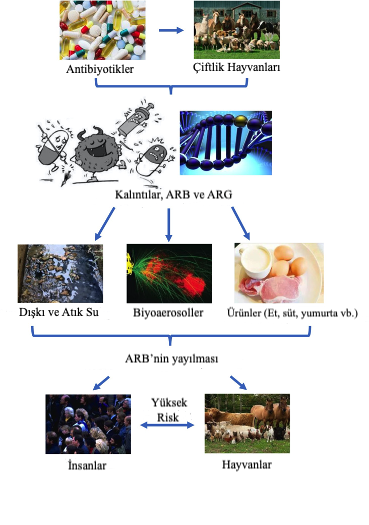 Antibiyotikler
Çiftlik Hayvanları
Kalıntılar, ARB ve ARG
Dışkı ve Atık Su
Biyoaerosoller
Ürünler (Et, süt, yumurta vb.)
ARB’nin yayılması
Yüksek
Risk
İnsanlar
Hayvanlar